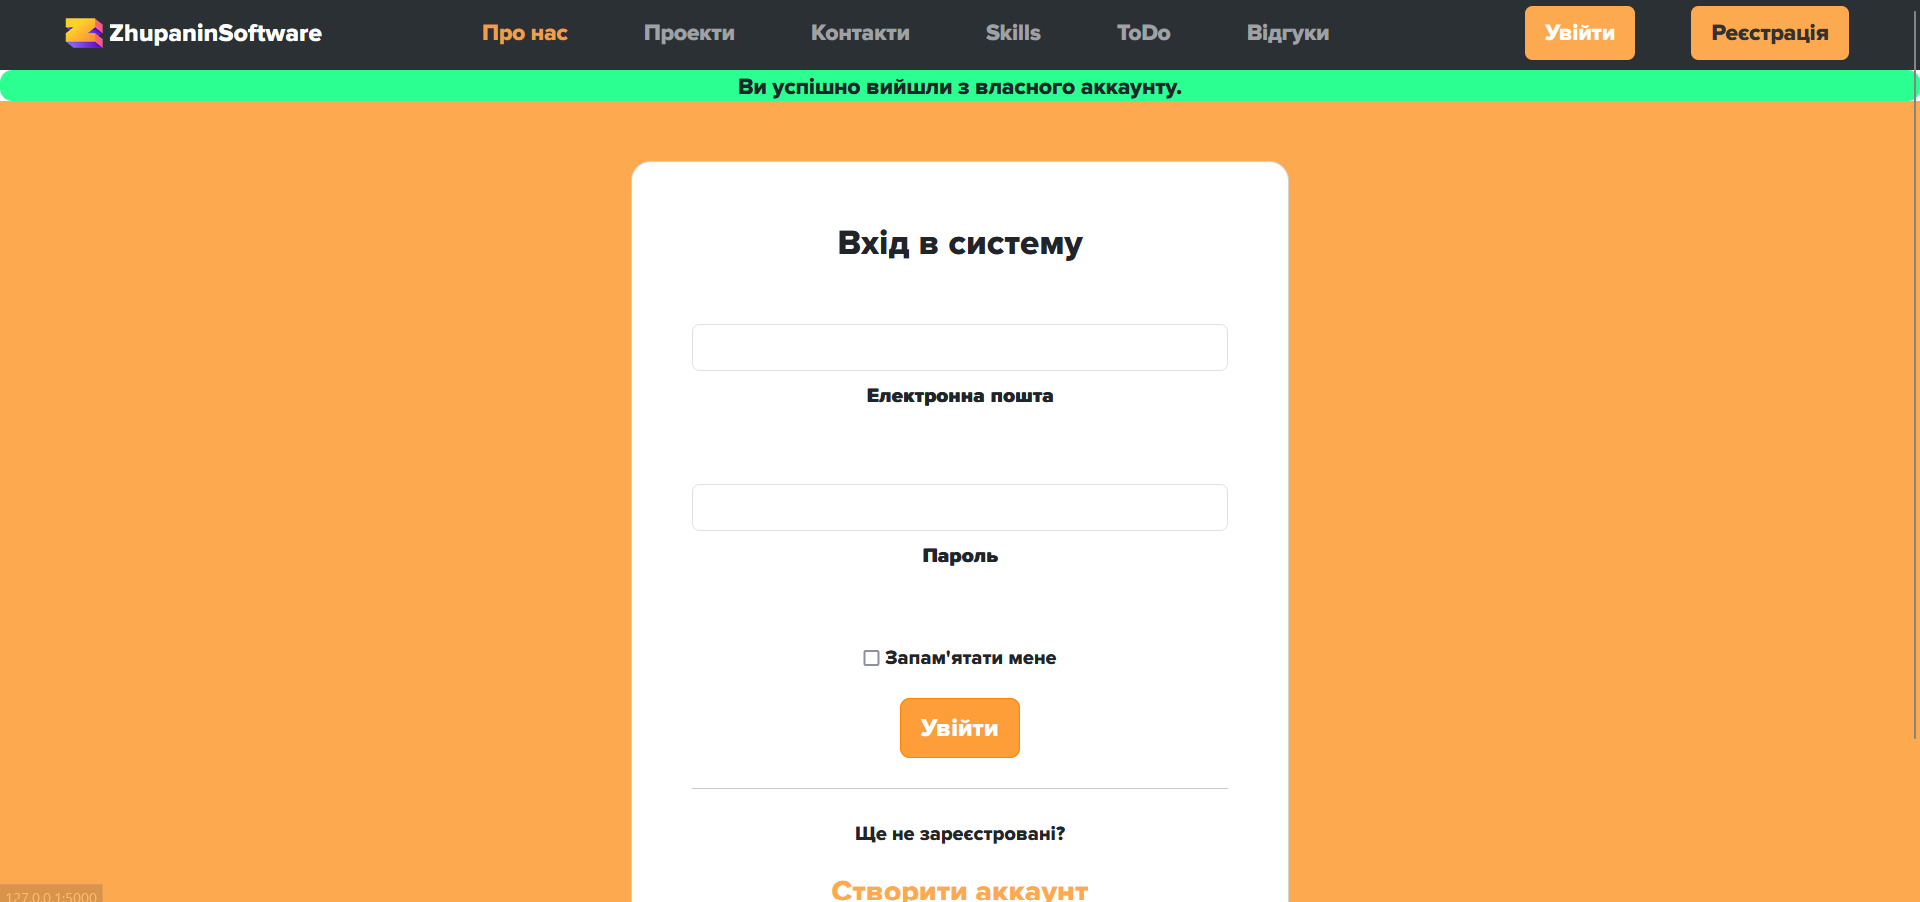 ZhupaninSoftware
Про нас
Проекти
Контакти
Skills
ToDo
Відгуки
Увійти
Реєстрація
Ви успішно вийшли з власного аккаунту.
Вхід в систему
Електронна пошта
Пароль
Запам'ятати мене
Увійти
Ще не зареєстровані?
Створити аккаунт
127.0.0.1:5000